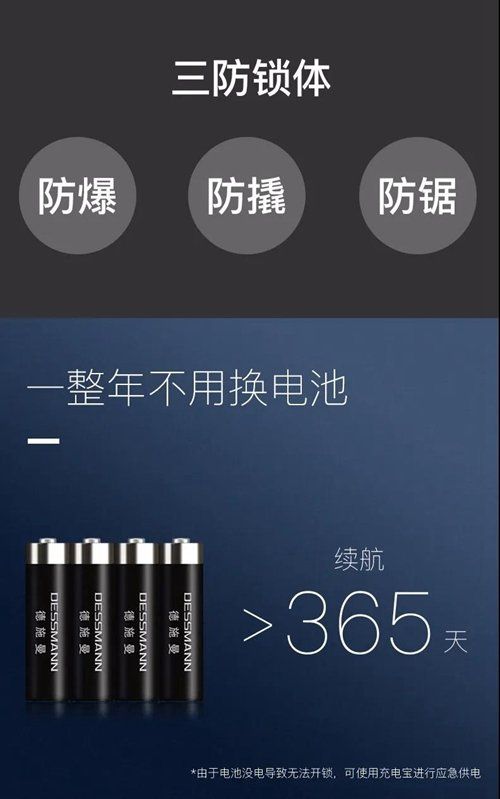 三防锁体
防爆
防撬
防锯
一整年不用换电池
续航
>365天
DESSMANN 德施曼
DESSMANN 德施曼
DESSMANN 德施曼
DESSMANN 德施曼
*由于电池没电导致无法开锁，可使用充电宝进行应急供电